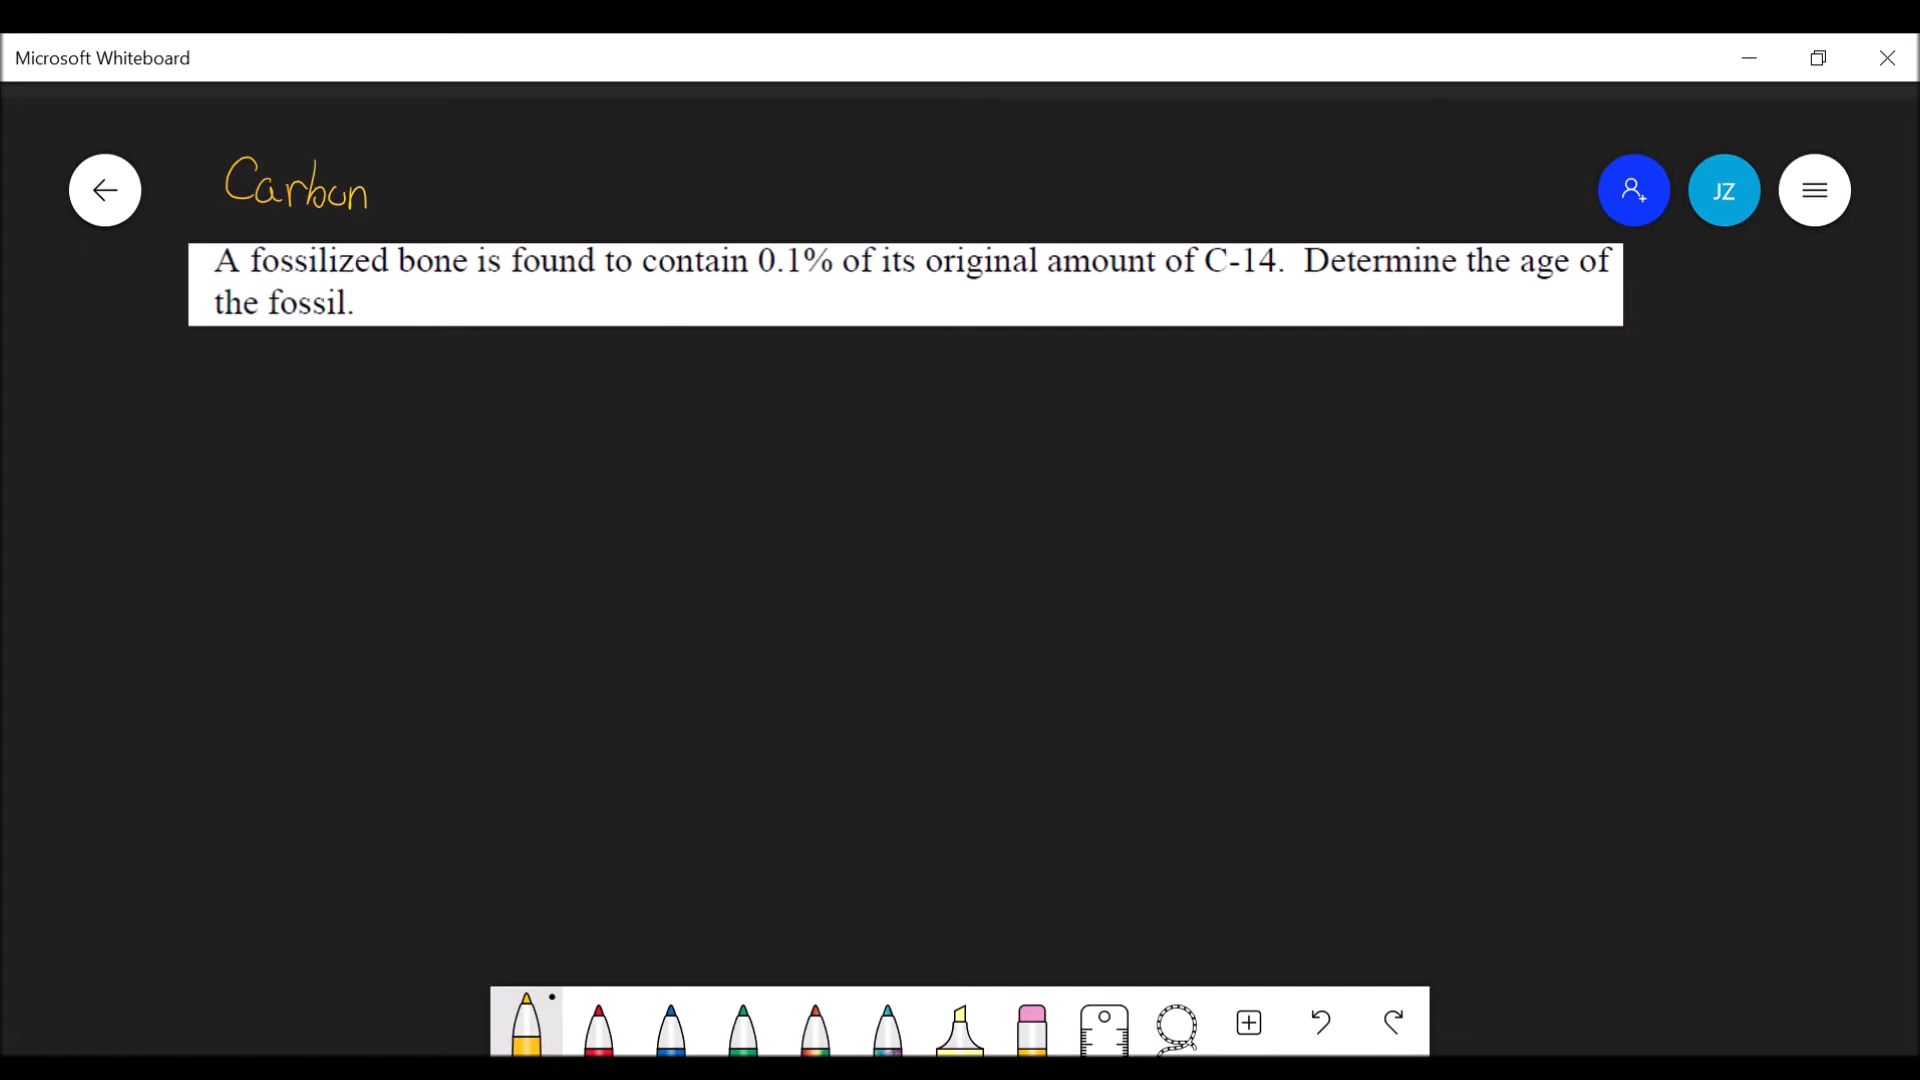 Microsoft Whiteboard
Carbon
JZ
A fossilized bone is found to contain 0.1% of its original amount of C-14.  Determine the age of
the fossil.